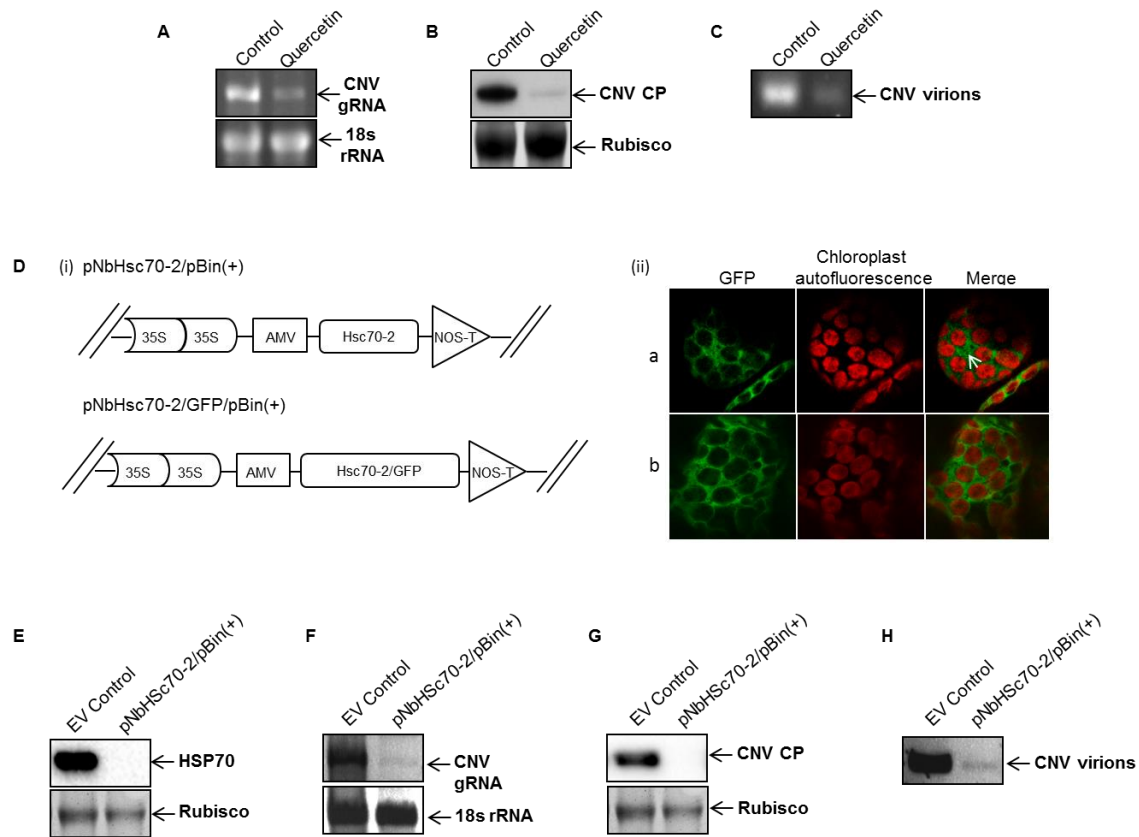 A
Control
Quercetin
CNV
gRNA
18s
rRNA
B
Control
Quercetin
CNV CP
Rubisco
C
Control
Quercetin
CNV virions
D
(i) pNbHsc70-2/pBin(+)
35S
35S
AMV
Hsc70-2
NOS-T
pNbHsc70-2/GFP/pBin(+)
35S
35S
AMV
Hsc70-2/GFP
NOS-T
(ii)
GFP
Chloroplast
autofluorescence
Merge
a
b
E
EV Control
pNbHSc70-2/pBin(+)
HSP70
Rubisco
F
EV Control
pNbHSc70-2/pBin(+)
CNV
gRNA
18s rRNA
G
EV Control
pNbHSc70-2/pBin(+)
CNV CP
Rubisco
H
EV Control
pNbHSc70-2/pBin(+)
CNV virions